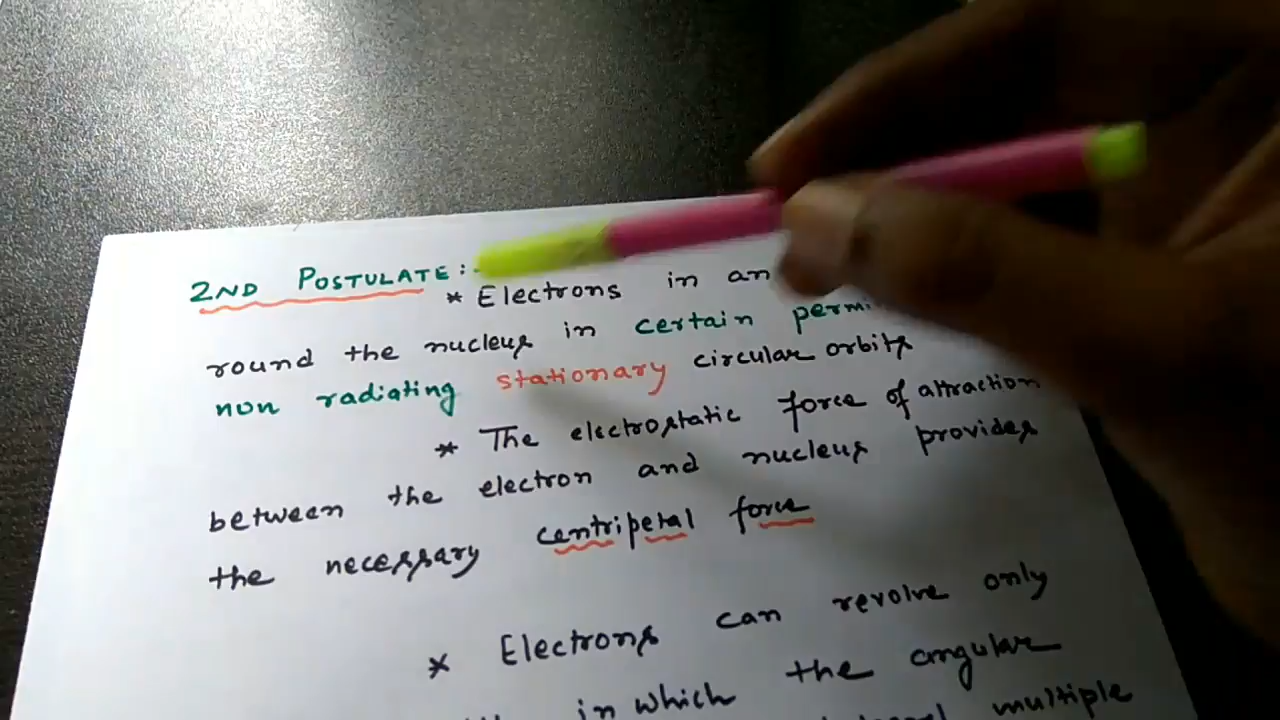 2ND POSTULATE:-
* Electrons in an
round the nucleus in certain
non radiating stationary circular orbits
* The electrostatic force of attraction
between the electron and nucleus provides
the necessary centripetal force
* Electrons can revolve only
in which the angular
multiple